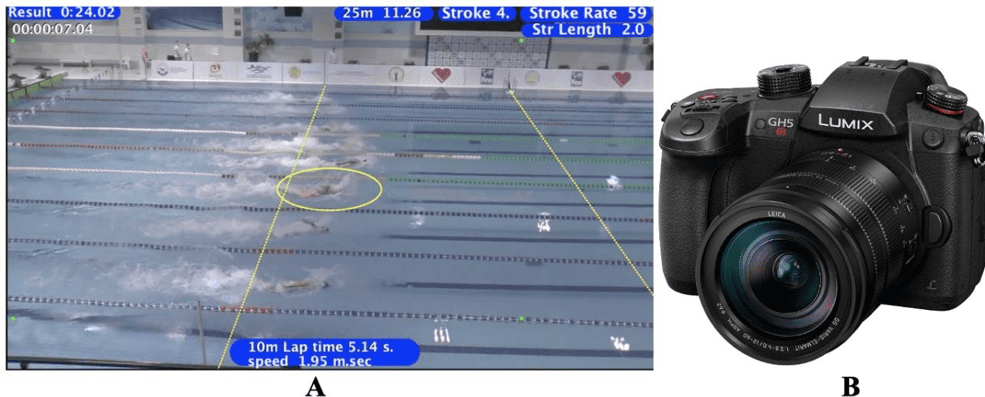 Result 0:24.02
25m 11.26
Stroke 4.
Stroke Rate 59
Str Length 2.0
00:00:07.04
10m Lap time 5.14 s.
speed 1.95 m.sec
GH5
LUMIX
LEICA
A
B